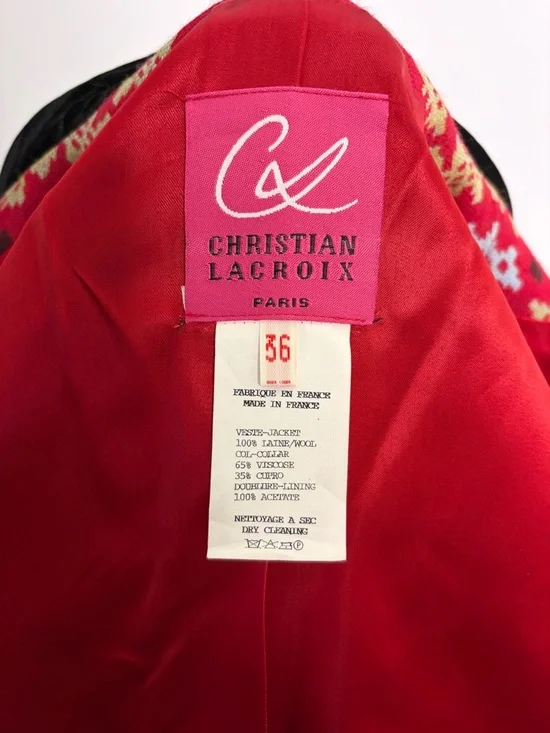 CL
CHRISTIAN
LACROIX
PARIS
36
FABRIQUE EN FRANCE
MADE IN FRANCE
VESTE-JACKET
100% LAINE/WOOL
COL-COLLAR
65% VISCOSE
35% CUPRO
DOUBLURE-LINING
100% ACETATE
NETTOYAGE A SEC
DRY CLEANING
P